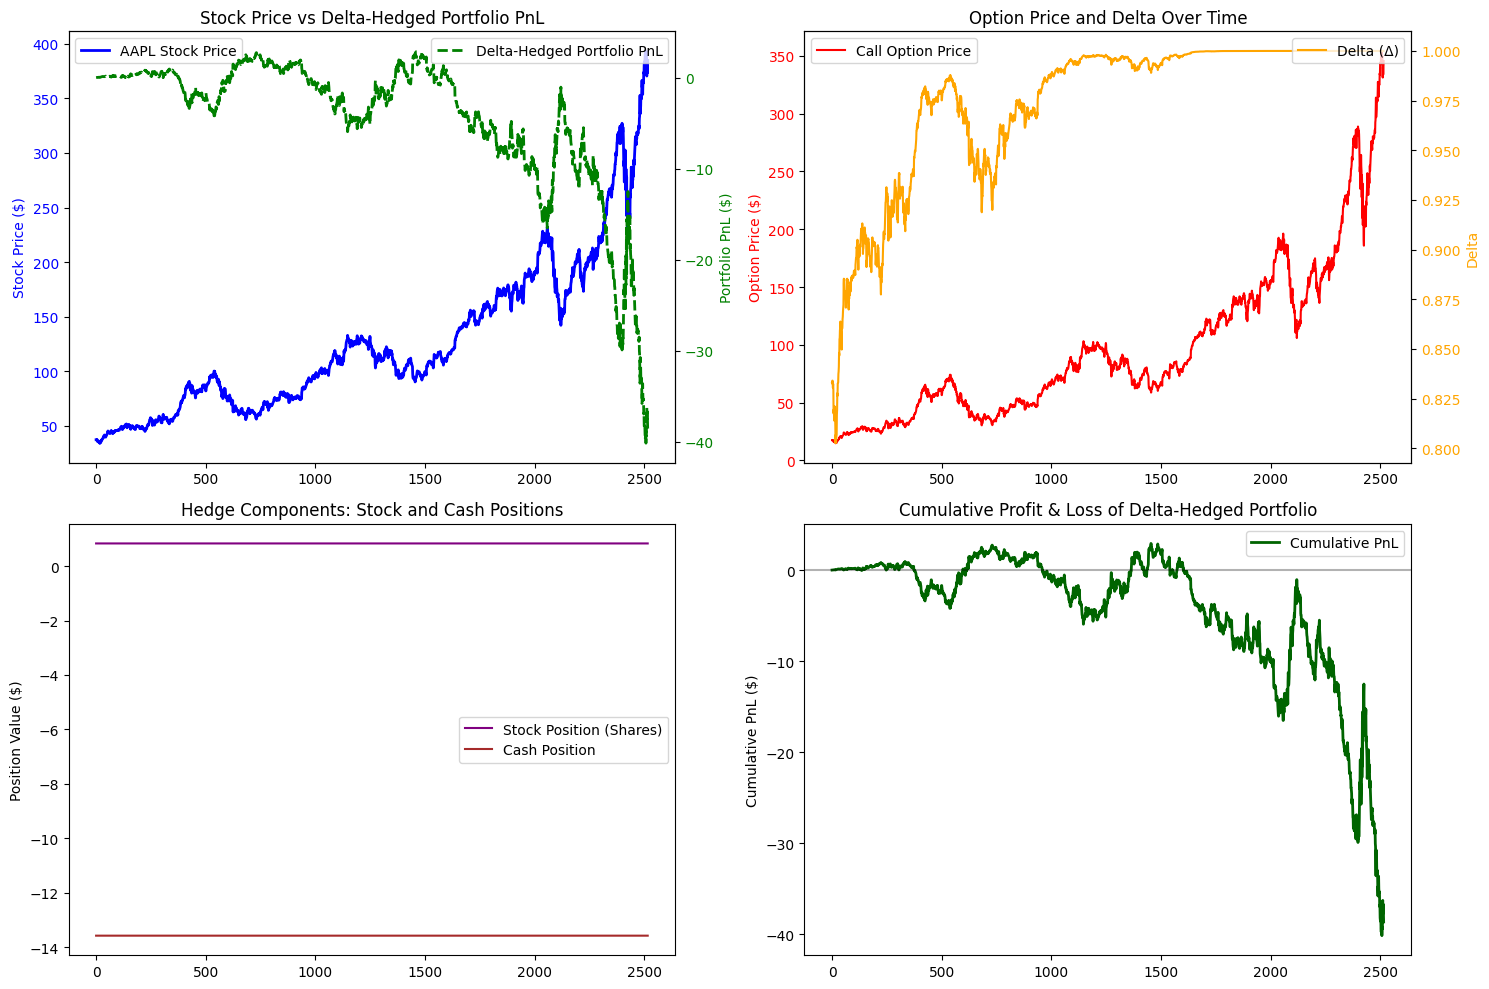 Stock Price vs Delta-Hedged Portfolio PnL
AAPL Stock Price
Delta-Hedged Portfolio PnL
Stock Price ($)
400
350
300
250
200
150
100
50
0
−10
−20
−30
−40
Portfolio PnL ($)
0 500 1000 1500 2000 2500
Option Price and Delta Over Time
Call Option Price
Delta (Δ)
Option Price ($)
350
300
250
200
150
100
50
0
1.000
0.975
0.950
0.925
0.900
0.875
0.850
0.825
0.800
Delta
0 500 1000 1500 2000 2500
Hedge Components: Stock and Cash Positions
Position Value ($)
0
−2
−4
−6
−8
−10
−12
−14
Stock Position (Shares)
Cash Position
0 500 1000 1500 2000 2500
Cumulative Profit & Loss of Delta-Hedged Portfolio
Cumulative PnL
Cumulative PnL ($)
0
−10
−20
−30
−40
0 500 1000 1500 2000 2500